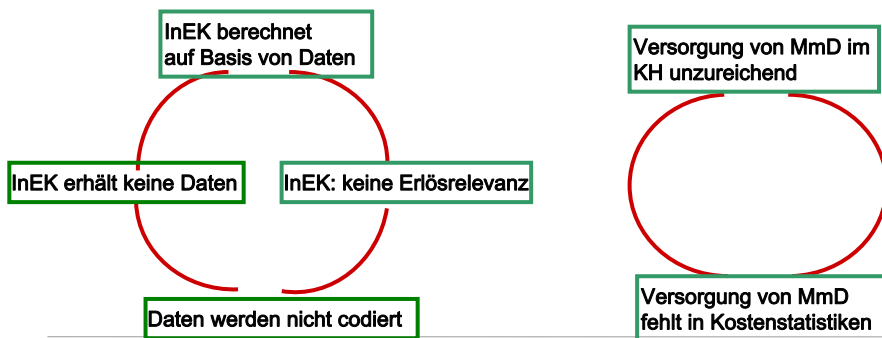 InEK berechnet
auf Basis von Daten
InEK erhält keine Daten
InEK: keine Erlösrelevanz
Daten werden nicht codiert
Versorgung von MmD im
KH unzureichend
Versorgung von MmD
fehlt in Kostenstatistiken